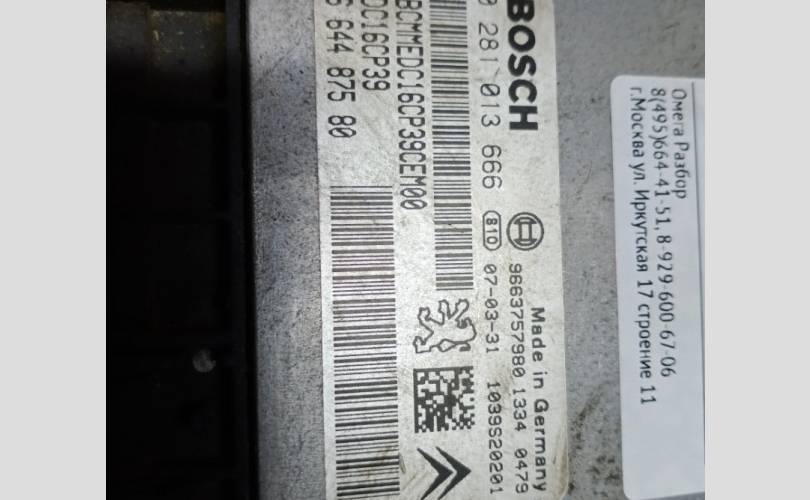 BOSCH
0 281 013 666
81D
BCMMEDC16CP39CEM00
DC16CP39
6 644 875 80
Made in Germany
9663757980 1334 0479
07-03-31 1039S20201
Омега Разбор
8(495)664-41-51, 8-929-600-67-06
г.Москва ул. Иркутская 17 строение 11